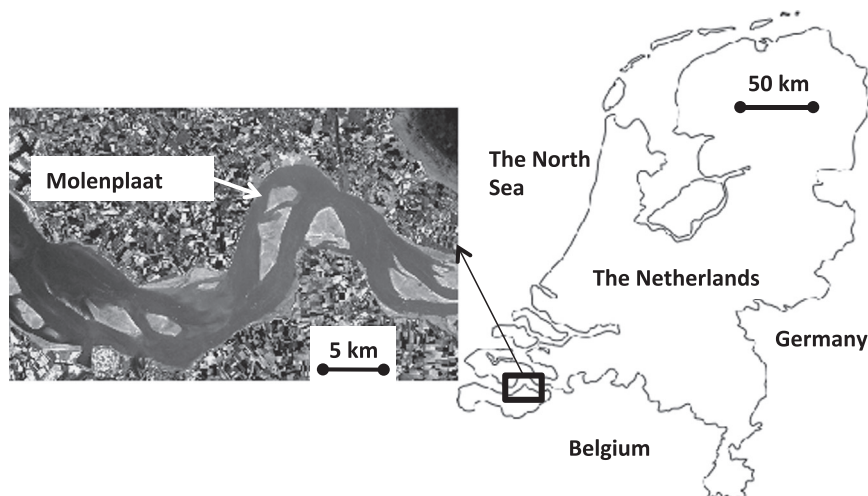 50 km
The North
Sea
Molenplaat
The Netherlands
Germany
5 km
Belgium